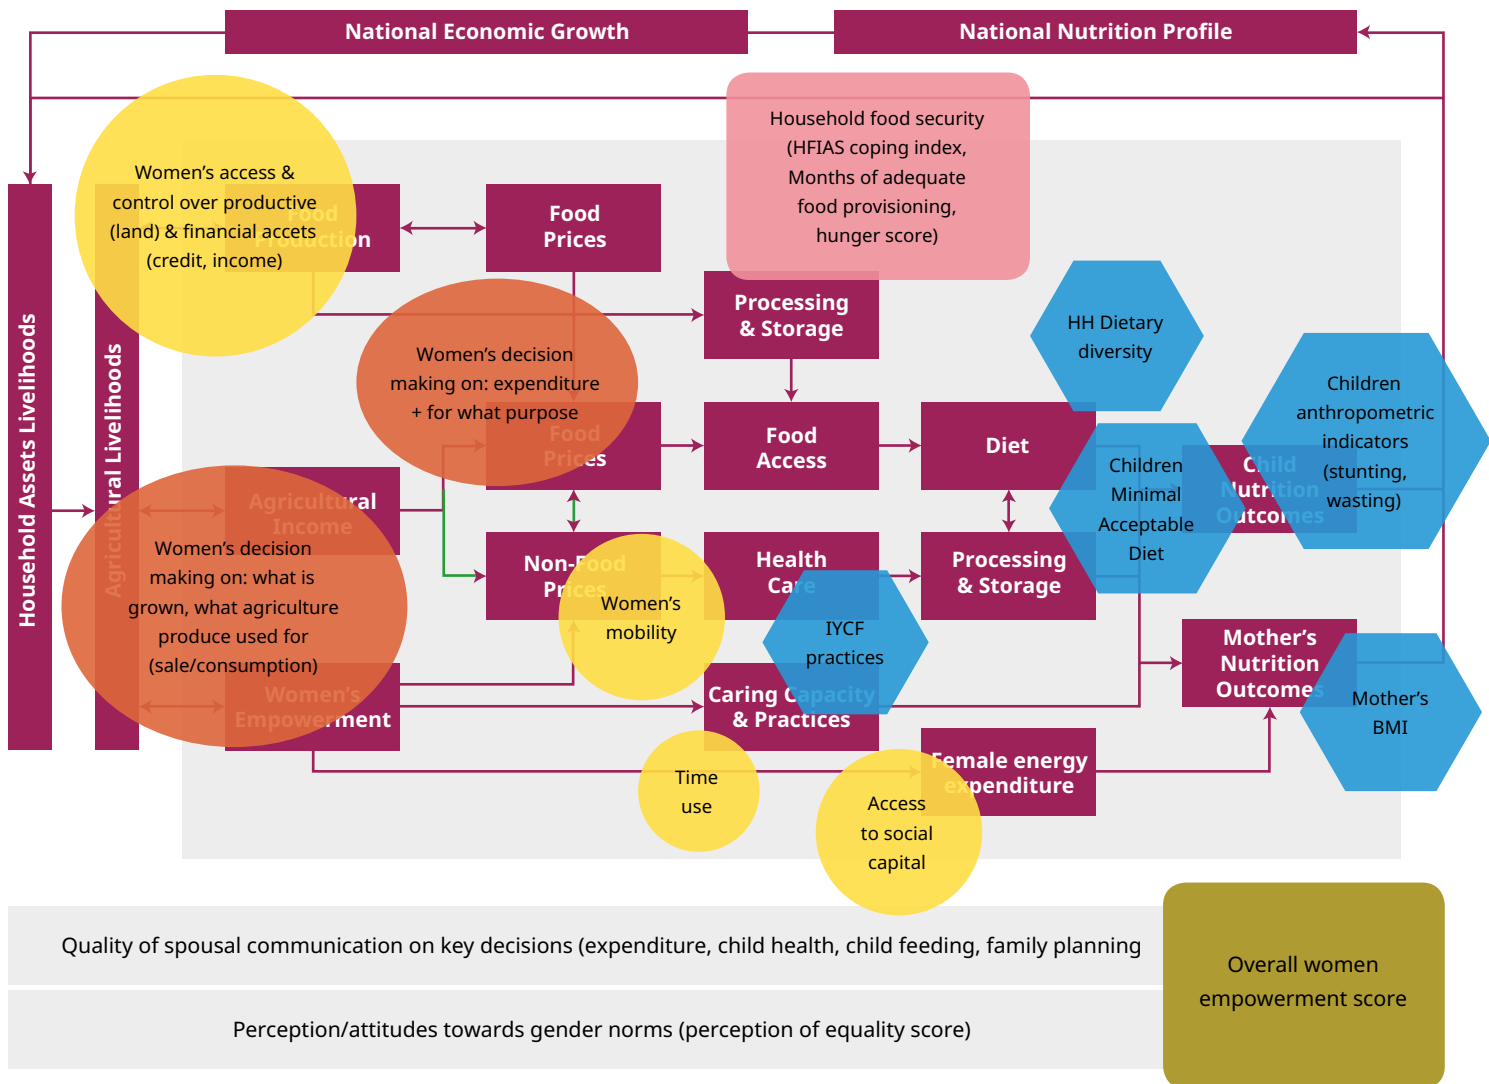 National Economic Growth
National Nutrition Profile
Household food security
(HFIAS coping index,
Months of adequate
food provisioning,
hunger score)
Women's access &
control over productive
(land) & financial accets
(credit, income)
Food
Production
Food
Prices
Processing
& Storage
HH Dietary
diversity
Household Assets Livelihoods
Agricultural Livelihoods
Women's decision
making on: expenditure
+ for what purpose
Food
Prices
Food
Access
Diet
Children
Minimal
Acceptable
Diet
Child
Nutrition
Outcomes
Children
anthropometric
indicators
(stunting,
wasting)
Agricultural
Income
Women's decision
making on: what is
grown, what agriculture
produce used for
(sale/consumption)
Non-Food
Prices
Women's
mobility
Health
Care
IYCF
practices
Processing
& Storage
Women's
Empowerment
Caring Capacity
& Practices
Mother's
Nutrition
Outcomes
Mother's
BMI
Time
use
Access
to social
capital
Female energy
expenditure
Quality of spousal communication on key decisions (expenditure, child health, child feeding, family planning
Perception/attitudes towards gender norms (perception of equality score)
Overall women
empowerment score